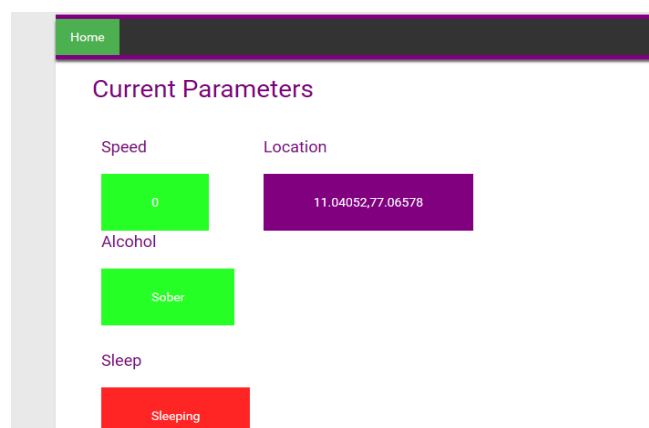 Home
Current Parameters
Speed Location
0 11.04052,77.06578
Alcohol
Sober
Sleep
Sleeping